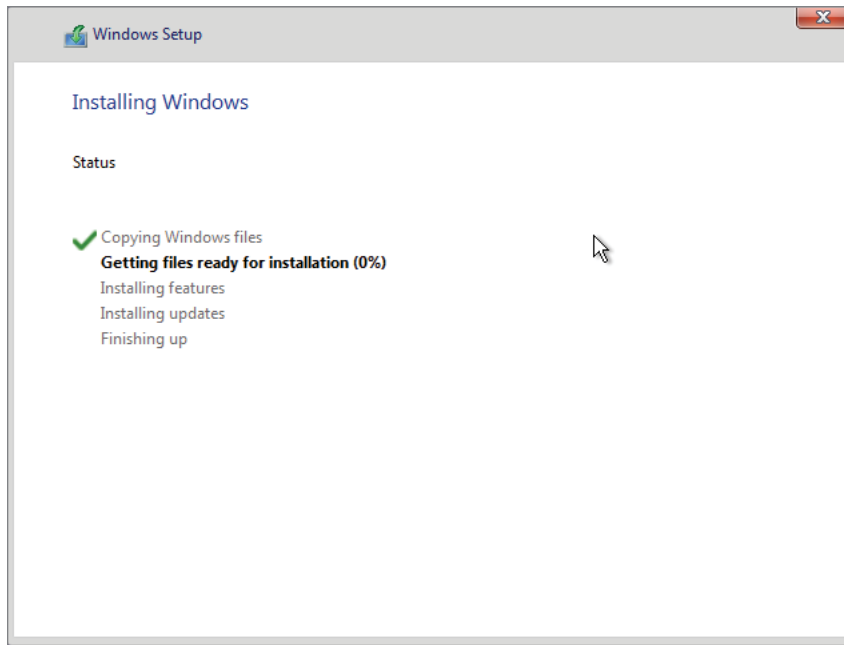 Windows Setup
Installing Windows
Status
Copying Windows files
Getting files ready for installation (0%)
Installing features
Installing updates
Finishing up